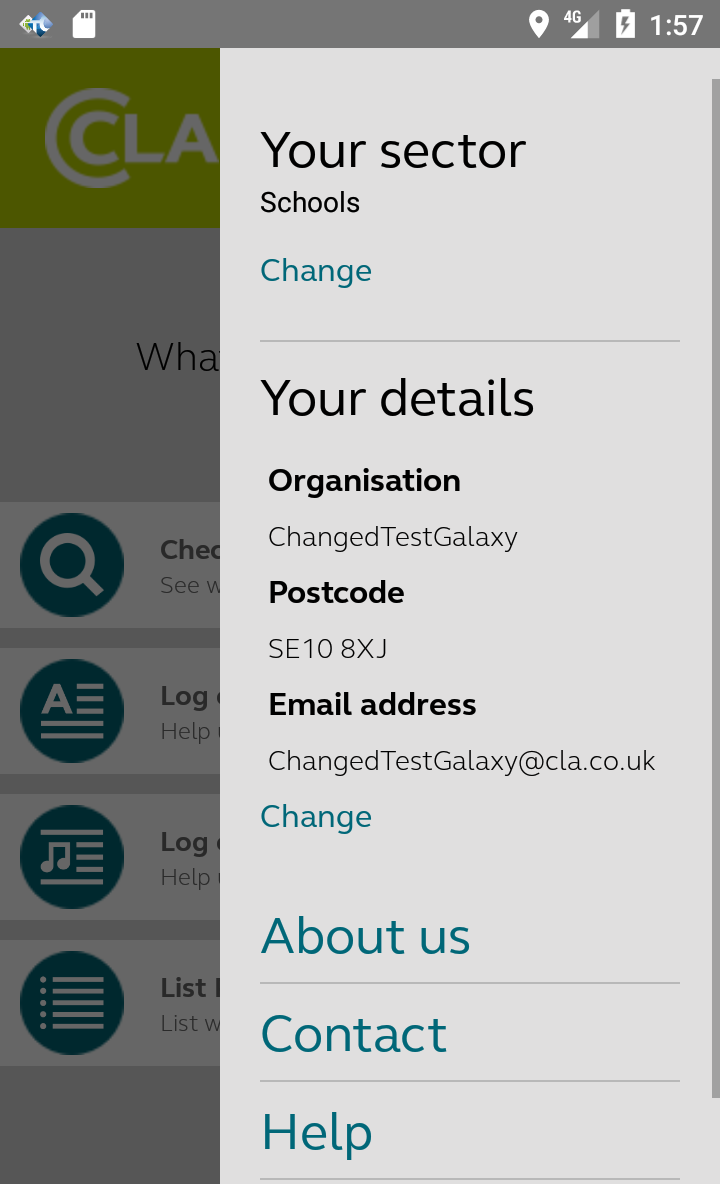 4G 1:57
CLA
Your sector
Schools
Change
Your details
Organisation
ChangedTestGalaxy
Postcode
SE10 8XJ
Email address
ChangedTestGalaxy@cla.co.uk
Change
About us
Contact
Help
Wha
Chec
See w
Log
Help
Log
Help
List
List w